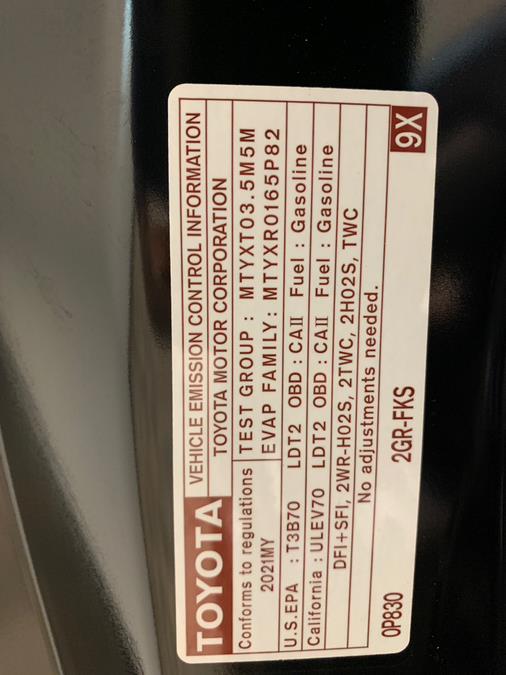 TOYOTA VEHICLE EMISSION CONTROL INFORMATION
TOYOTA MOTOR CORPORATION
Conforms to regulations
2021MY
TEST GROUP : MTYXT03.5M5M
EVAP FAMILY: MTYXR0165P82
U.S.EPA : T3B70 LDT2 OBD : CAII Fuel : Gasoline
California : ULEV70 LDT2 OBD : CAII Fuel : Gasoline
DFI+SFI, 2WR-HO2S, 2TWC, 2HO2S, TWC
No adjustments needed.
0P830 2GR-FKS 9X